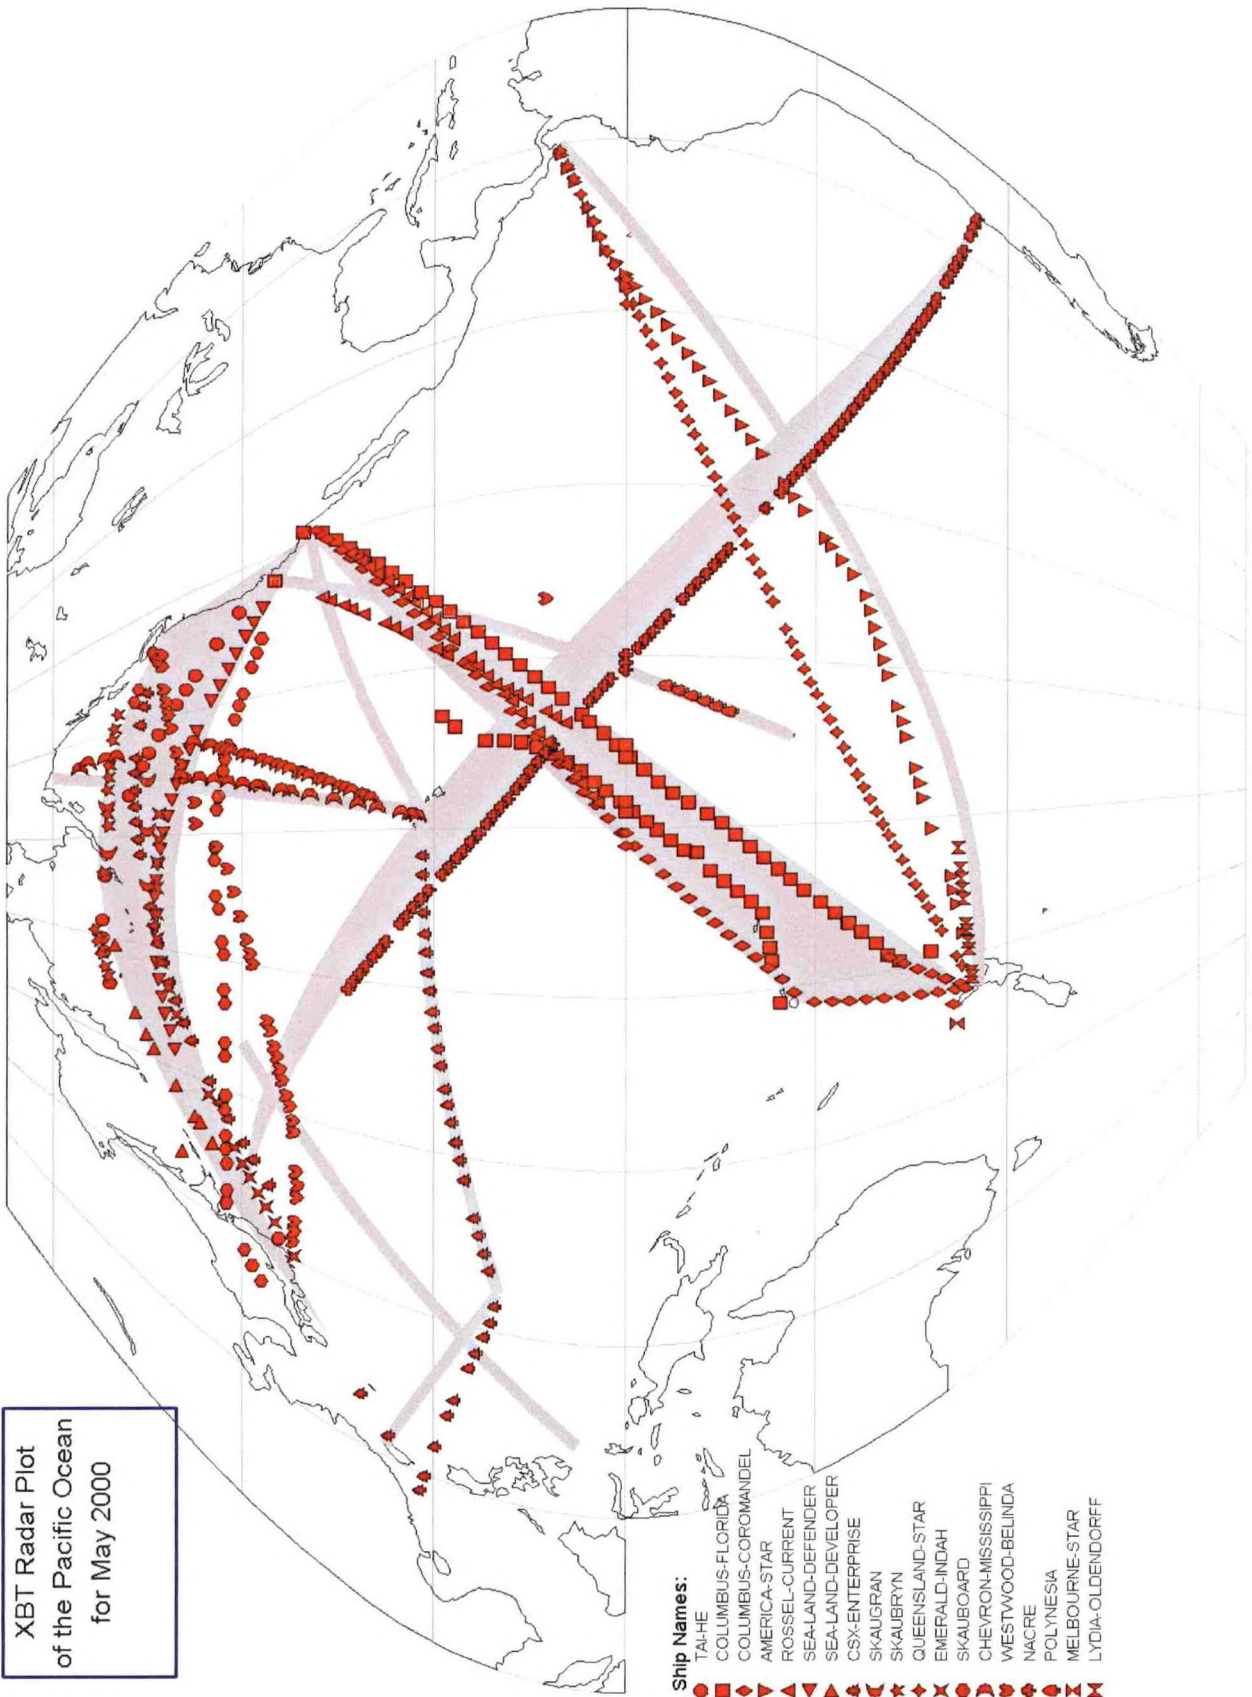 XBT Radar Plot
of the Pacific Ocean
for May 2000
Ship Names:
TAI-HE
COLUMBUS-FLORIDA
COLUMBUS-COROMANDEL
AMERICA-STAR
ROSSEL-CURRENT
SEA-LAND-DEFENDER
SEA-LAND-DEVELOPER
CSX-ENTERPRISE
SKAUGRAN
SKAUBRYN
QUEENSLAND-STAR
EMERALD-INDAH
SKAUBOARD
CHEVRON-MISSISSIPPI
WESTWOOD-BELINDA
NACRE
POLYNESIA
MELBOURNE-STAR
LYDIA-OLDENDORFF